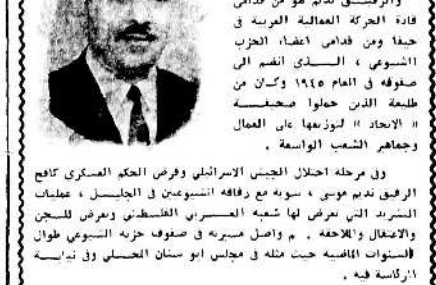 والرفيق نديم هو من قدامى
قادة الحركة العمالية العربية في
حيفا ومن قدامى اعضاء الحزب
الشيوعي ، الذي انضم الى
صفوفه في العام ١٩٤٥ وكان من
طليعة الذين حملوا صحيفة
« الاتحاد » لتوزيعها على العمال
وجماهير الشعب الواسعة .
وفي مرحلة احتلال الجيش الاسرائيلي وفرض الحكم العسكري كافح
الرفيق نديم موسى ، سوية مع رفاقه الشيوعيين في الجليل ، عمليات
التشريد التي تعرض لها شعبه العربي الفلسطيني وتعرض للسجن
والاعتقال والملاحقة . م واصل مسيرته في صفوف حزبه الشيوعي طوال
السنوات الماضية حيث مثله في مجلس ابو سنان المحلي وفي نيابة
الرئاسة فيه .